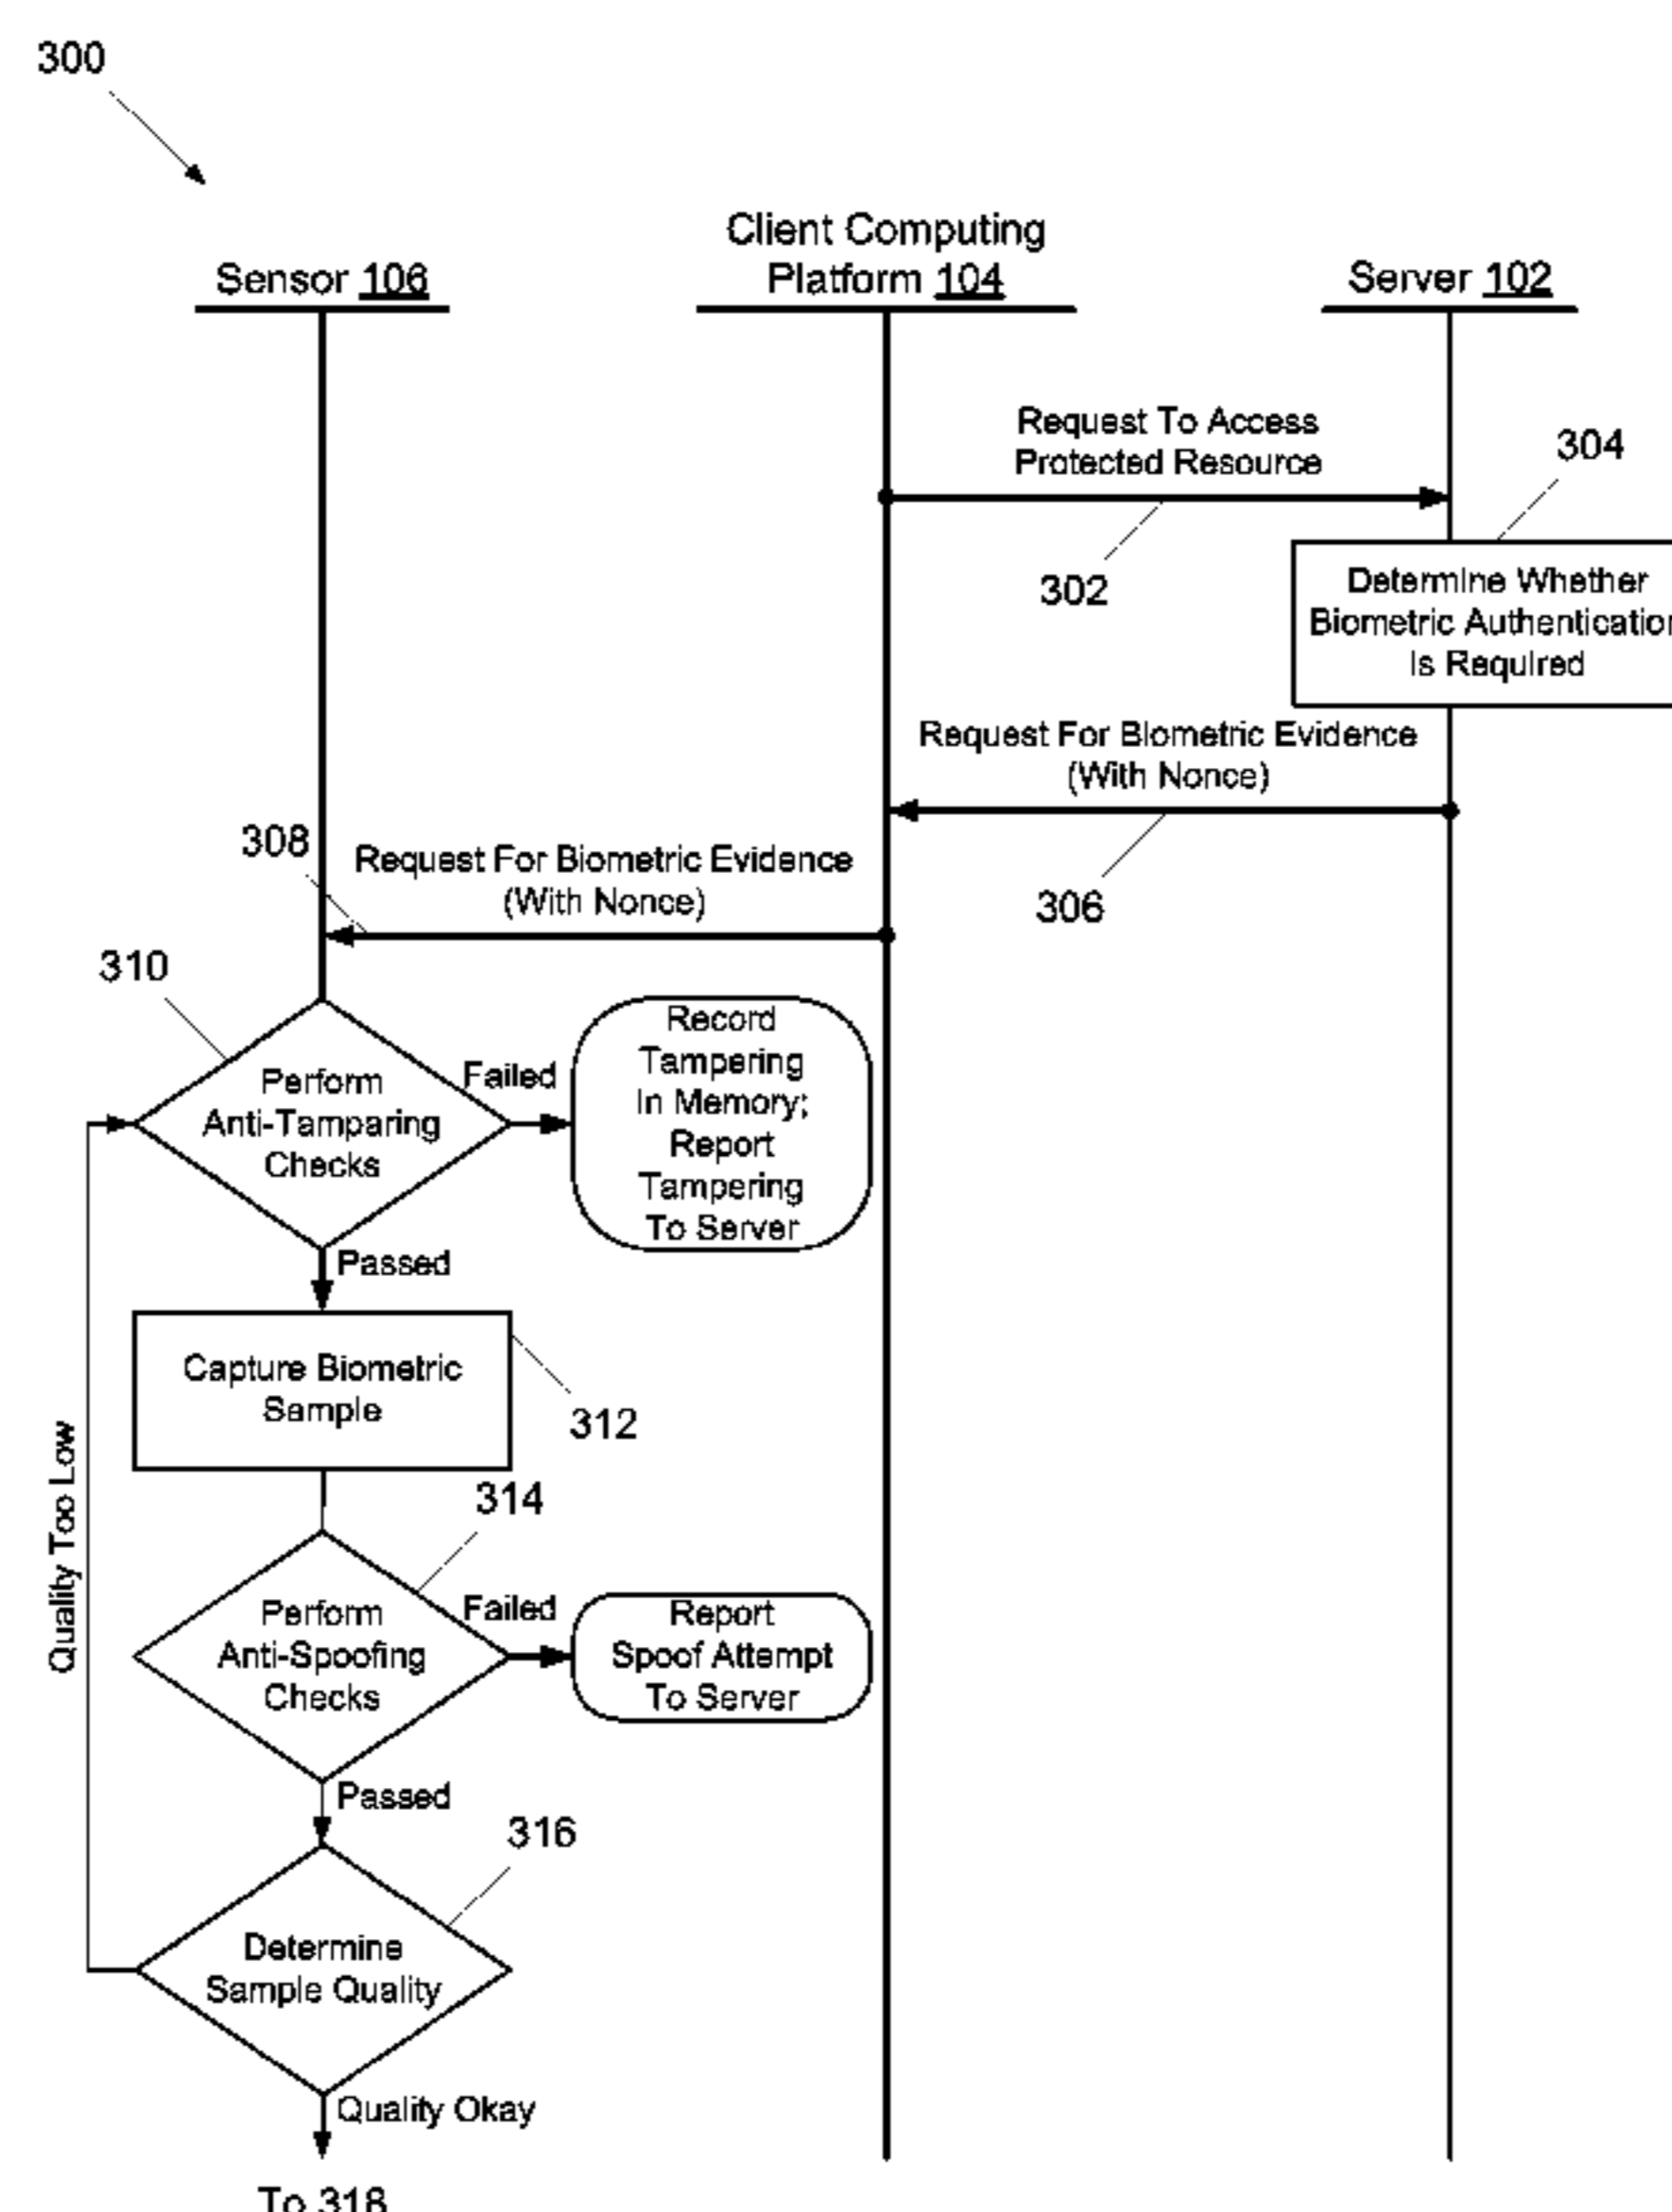 300
Client Computing
Sensor 106
Platform 104
Server 102
Request To Access
Protected Resource
304
302
Determine Whether
Biometric Authentication
Is Required
Request For Biometric Evidence
(With Nonce)
306
308
Request For Biometric Evidence
(With Nonce)
310
Perform
Anti-Tamparing
Checks
Failed
Record
Tampering
In Memory;
Report
Tampering
To Server
Passed
Capture Biometric
Sample
312
Quality Too Low
314
Perform
Anti-Spoofing
Checks
Failed
Report
Spoof Attempt
To Server
Passed
316
Determine
Sample Quality
Quality Okay
To 318